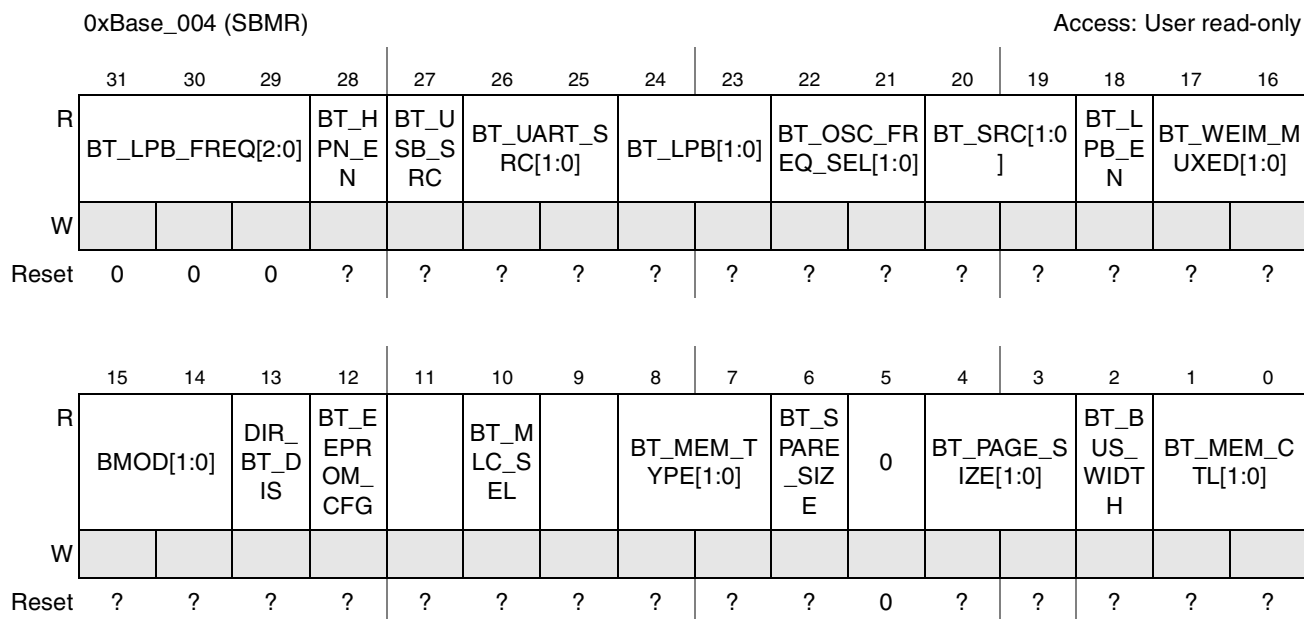 0xBase_004 (SBMR) Access: User read-only
31 30 29 28 27 26 25 24 23 22 21 20 19 18 17 16
R BT_LPB_FREQ[2:0] BT_H
PN_E
N BT_U
SB_S
RC BT_UART_S
RC[1:0] BT_LPB[1:0] BT_OSC_FR
EQ_SEL[1:0] BT_SRC[1:0
] BT_L
PB_E
N BT_WEIM_M
UXED[1:0]
W
Reset 0 0 0 ? ? ? ? ? ? ? ? ? ? ? ? ?
15 14 13 12 11 10 9 8 7 6 5 4 3 2 1 0
R BMOD[1:0] DIR_
BT_D
IS BT_E
EPR
OM_
CFG BT_M
LC_S
EL BT_MEM_T
YPE[1:0] BT_S
PARE
_SIZ
E 0 BT_PAGE_S
IZE[1:0] BT_B
US_
WIDT
H BT_MEM_C
TL[1:0]
W
Reset ? ? ? ? ? ? ? ? ? ? 0 ? ? ? ? ?